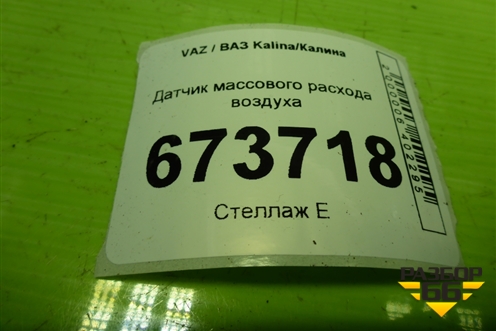 VAZ / ВАЗ Kalina/Калина
Датчик массового расхода
воздуха
673718
Стеллаж Е
2000006402295
РАЗБОР
66